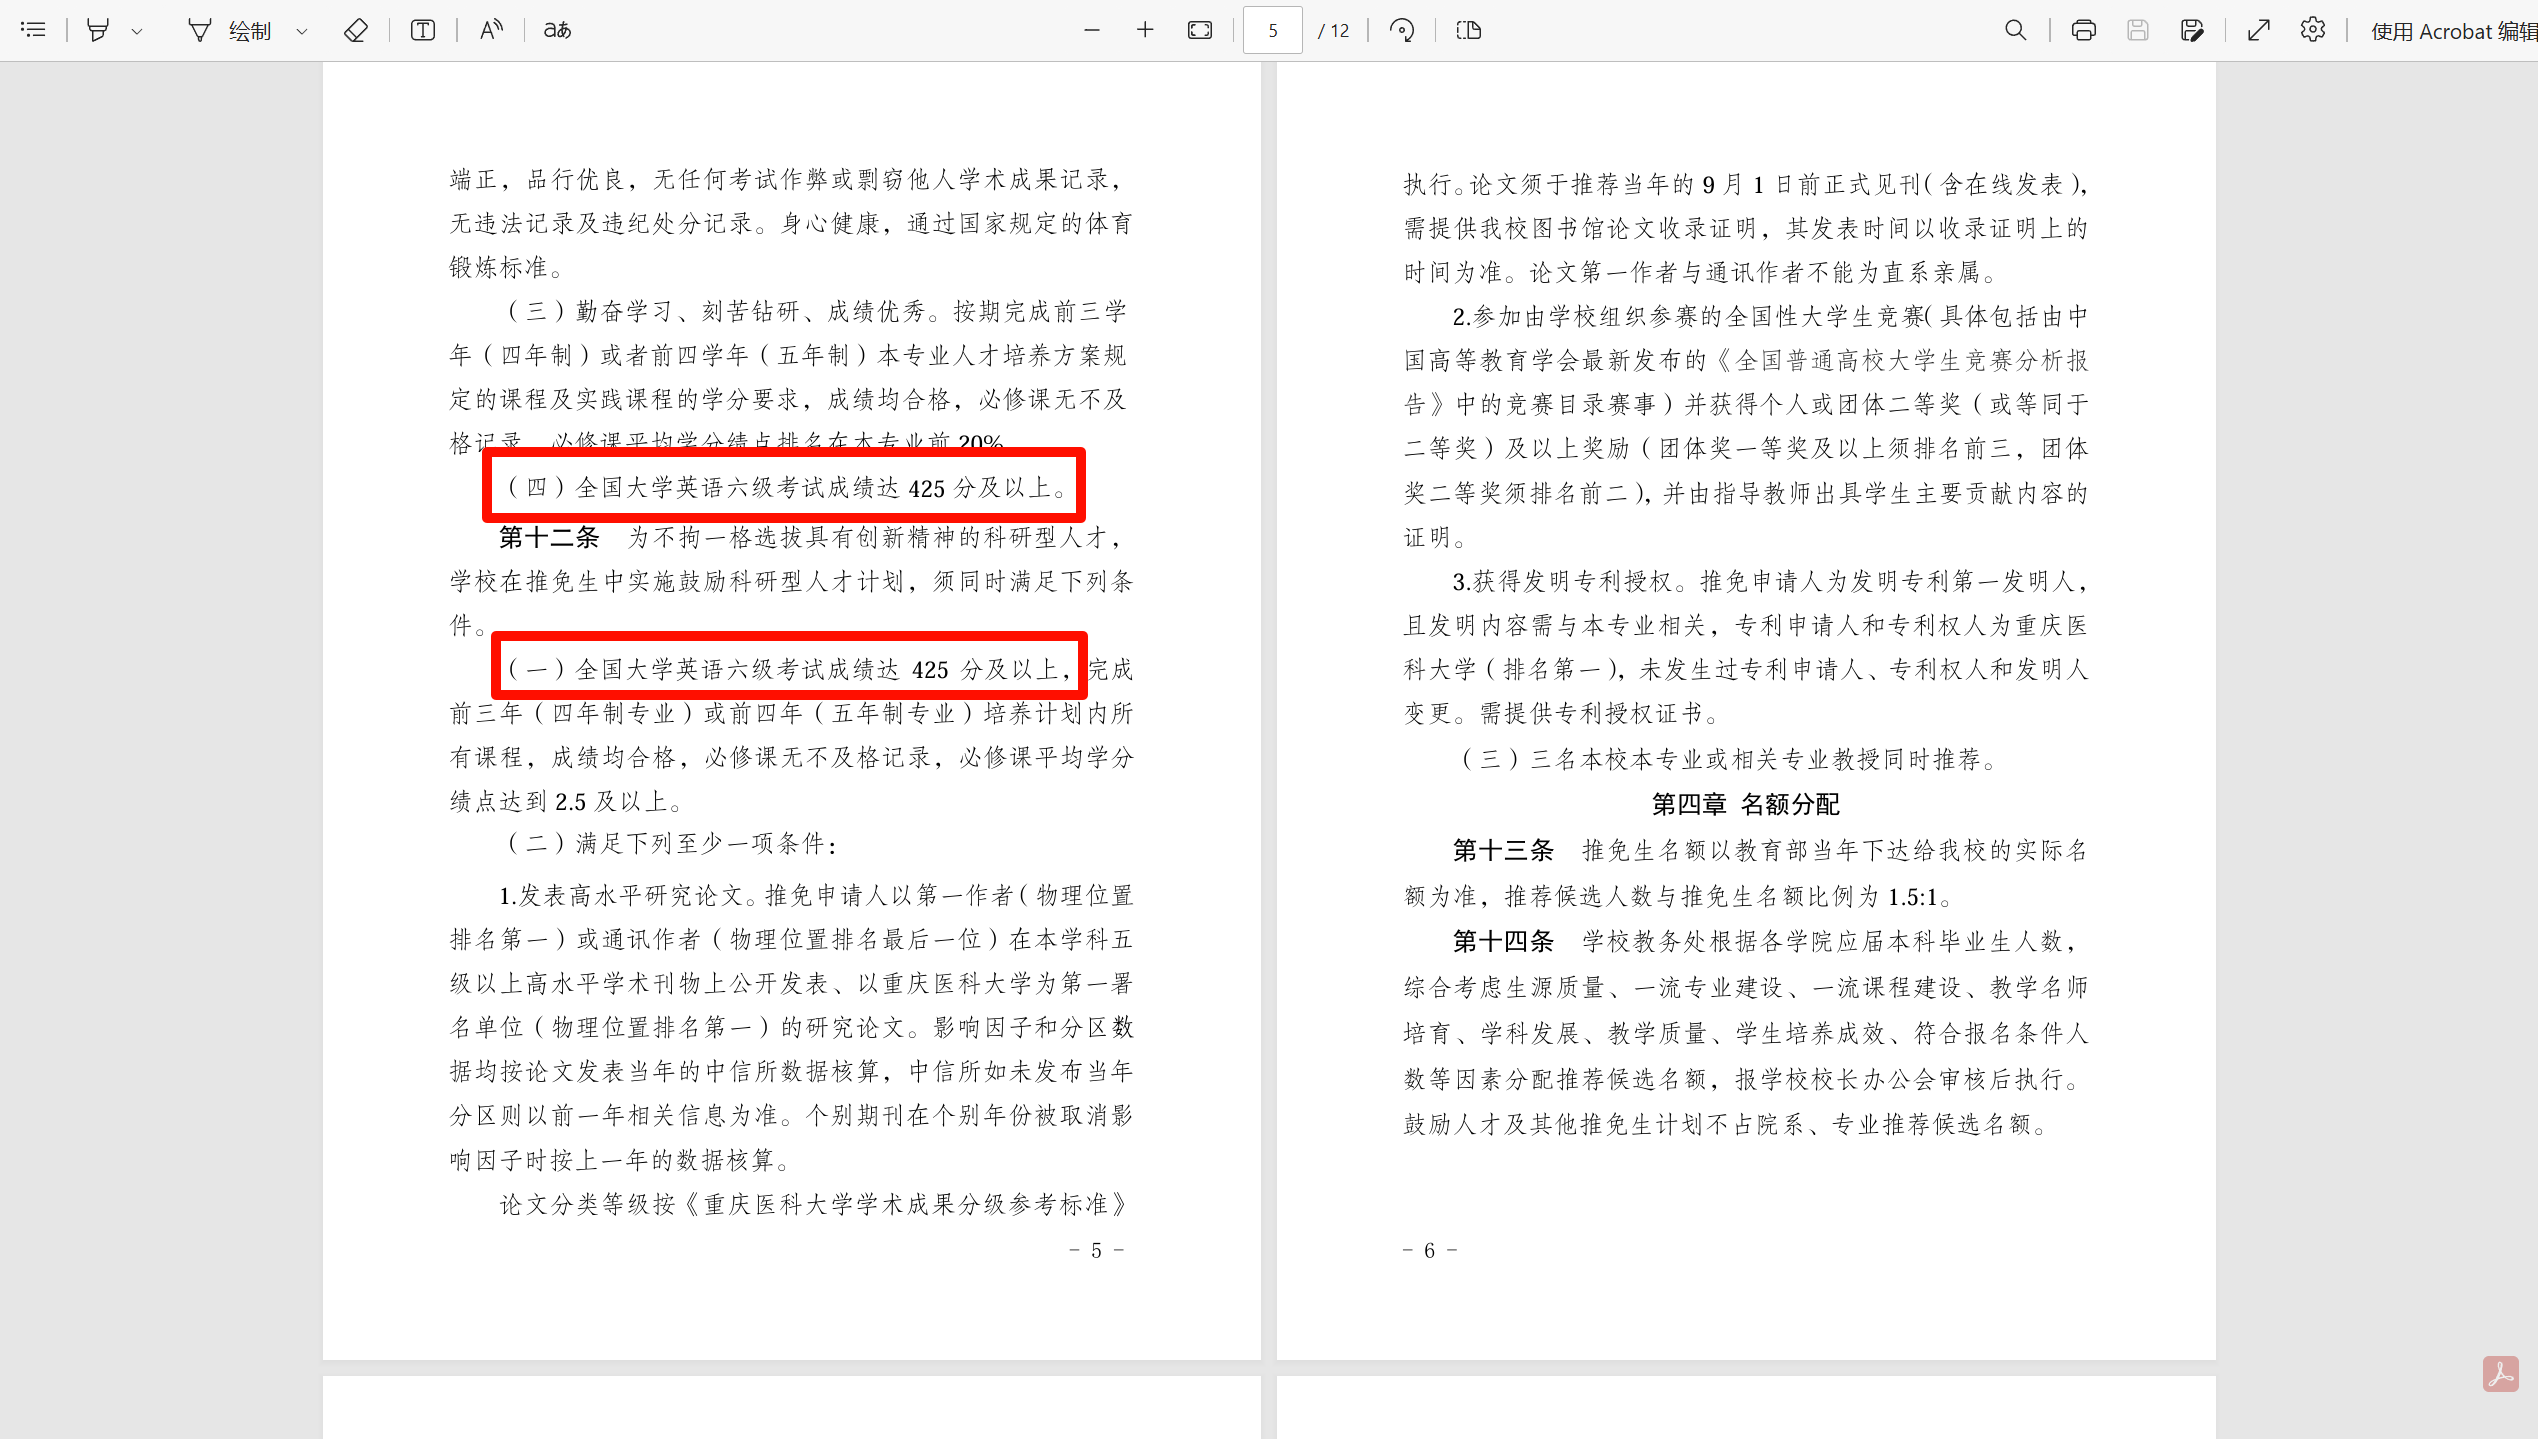 绘制
aあ
5
/ 12
使用 Acrobat 编辑
端正，品行优良，无任何考试作弊或剽窃他人学术成果记录，
无违法记录及违纪处分记录。身心健康，通过国家规定的体育
锻炼标准。
（三）勤奋学习、刻苦钻研、成绩优秀。按期完成前三学
年（四年制）或者前四学年（五年制）本专业人才培养方案规
定的课程及实践课程的学分要求，成绩均合格，必修课无不及
格记录，必修课平均学分绩点排名在本专业前 20%
（四）全国大学英语六级考试成绩达 425 分及以上。
第十二条 为不拘一格选拔具有创新精神的科研型人才，
学校在推免生中实施鼓励科研型人才计划，须同时满足下列条
件。
（一）全国大学英语六级考试成绩达 425 分及以上，完成
前三年（四年制专业）或前四年（五年制专业）培养计划内所
有课程，成绩均合格，必修课无不及格记录，必修课平均学分
绩点达到 2.5 及以上。
（二）满足下列至少一项条件：
1.发表高水平研究论文。推免申请人以第一作者（物理位置
排名第一）或通讯作者（物理位置排名最后一位）在本学科五
级以上高水平学术刊物上公开发表、以重庆医科大学为第一署
名单位（物理位置排名第一）的研究论文。影响因子和分区数
据均按论文发表当年的中信所数据核算，中信所如未发布当年
分区则以前一年相关信息为准。个别期刊在个别年份被取消影
响因子时按上一年的数据核算。
论文分类等级按《重庆医科大学学术成果分级参考标准》
- 5 -
执行。论文须于推荐当年的 9 月 1 日前正式见刊（含在线发表），
需提供我校图书馆论文收录证明，其发表时间以收录证明上的
时间为准。论文第一作者与通讯作者不能为直系亲属。
2.参加由学校组织参赛的全国性大学生竞赛（具体包括由中
国高等教育学会最新发布的《全国普通高校大学生竞赛分析报
告》中的竞赛目录赛事）并获得个人或团体二等奖（或等同于
二等奖）及以上奖励（团体奖一等奖及以上须排名前三，团体
奖二等奖须排名前二），并由指导教师出具学生主要贡献内容的
证明。
3.获得发明专利授权。推免申请人为发明专利第一发明人，
且发明内容需与本专业相关，专利申请人和专利权人为重庆医
科大学（排名第一），未发生过专利申请人、专利权人和发明人
变更。需提供专利授权证书。
（三）三名本校本专业或相关专业教授同时推荐。
第四章 名额分配
第十三条 推免生名额以教育部当年下达给我校的实际名
额为准，推荐候选人数与推免生名额比例为 1.5:1。
第十四条 学校教务处根据各学院应届本科毕业生人数，
综合考虑生源质量、一流专业建设、一流课程建设、教学名师
培育、学科发展、教学质量、学生培养成效、符合报名条件人
数等因素分配推荐候选名额，报学校校长办公会审核后执行。
鼓励人才及其他推免生计划不占院系、专业推荐候选名额。
- 6 -